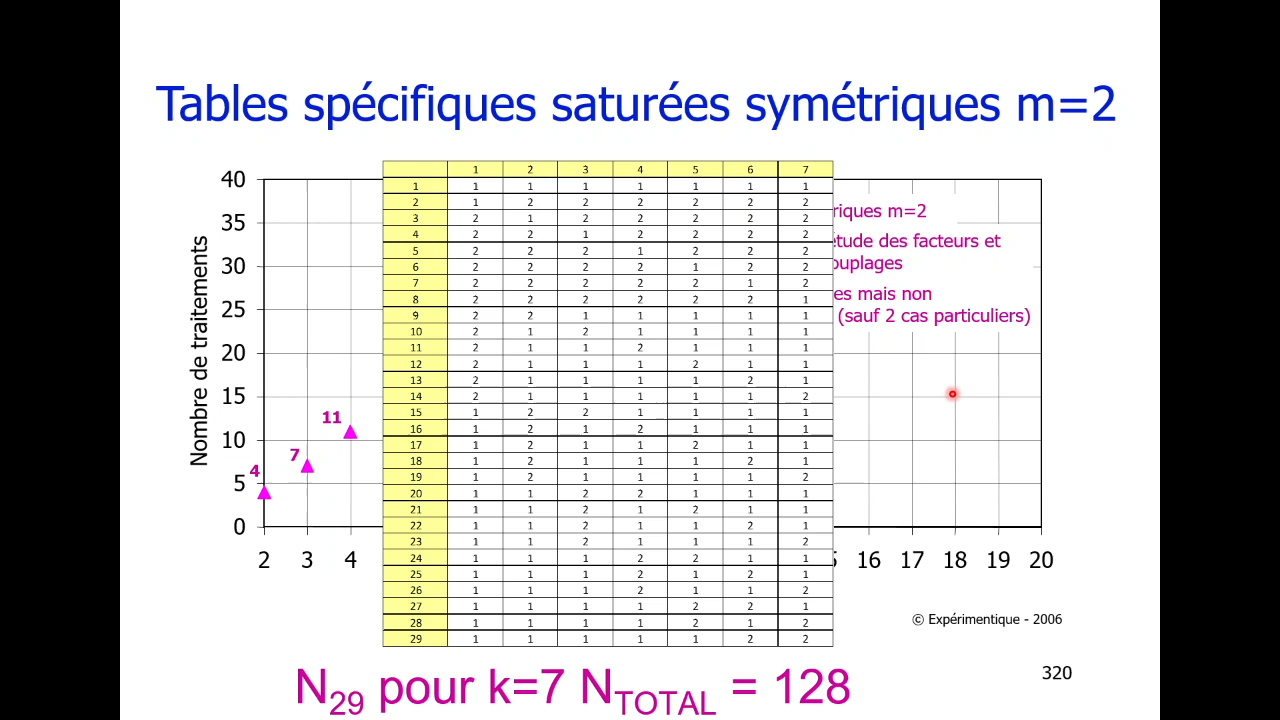 Tables spécifiques saturées symétriques m=2
Nombre de traitements
40
35
30
25
20
15
10
5
0
4
7
11
1 2 3 4 5 6 7
1 1 1 1 1 1 1 1
2 1 2 2 2 2 2 2
3 2 1 2 2 2 2 2
4 2 2 1 2 2 2 2
5 2 2 2 1 2 2 2
6 2 2 2 2 1 2 2
7 2 2 2 2 2 1 2
8 2 2 2 2 2 2 1
9 2 2 1 1 1 1 1
10 2 1 2 1 1 1 1
11 2 1 1 2 1 1 1
12 2 1 1 1 2 1 1
13 2 1 1 1 1 2 1
14 2 1 1 1 1 1 2
15 1 2 2 1 1 1 1
16 1 2 1 2 1 1 1
17 1 2 1 1 2 1 1
18 1 2 1 1 1 2 1
19 1 2 1 1 1 1 2
20 1 1 2 2 1 1 1
21 1 1 2 1 2 1 1
22 1 1 2 1 1 2 1
23 1 1 2 1 1 1 2
24 1 1 1 2 2 1 1
25 1 1 1 2 1 2 1
26 1 1 1 2 1 1 2
27 1 1 1 1 2 2 1
28 1 1 1 1 2 1 2
29 1 1 1 1 1 2 2
riques m=2
étude des facteurs et
ouplages
es mais non
(sauf 2 cas particuliers)
2 3 4 5 16 17 18 19 20
© Expérimentique - 2006
N29 pour k=7 NTOTAL = 128
320